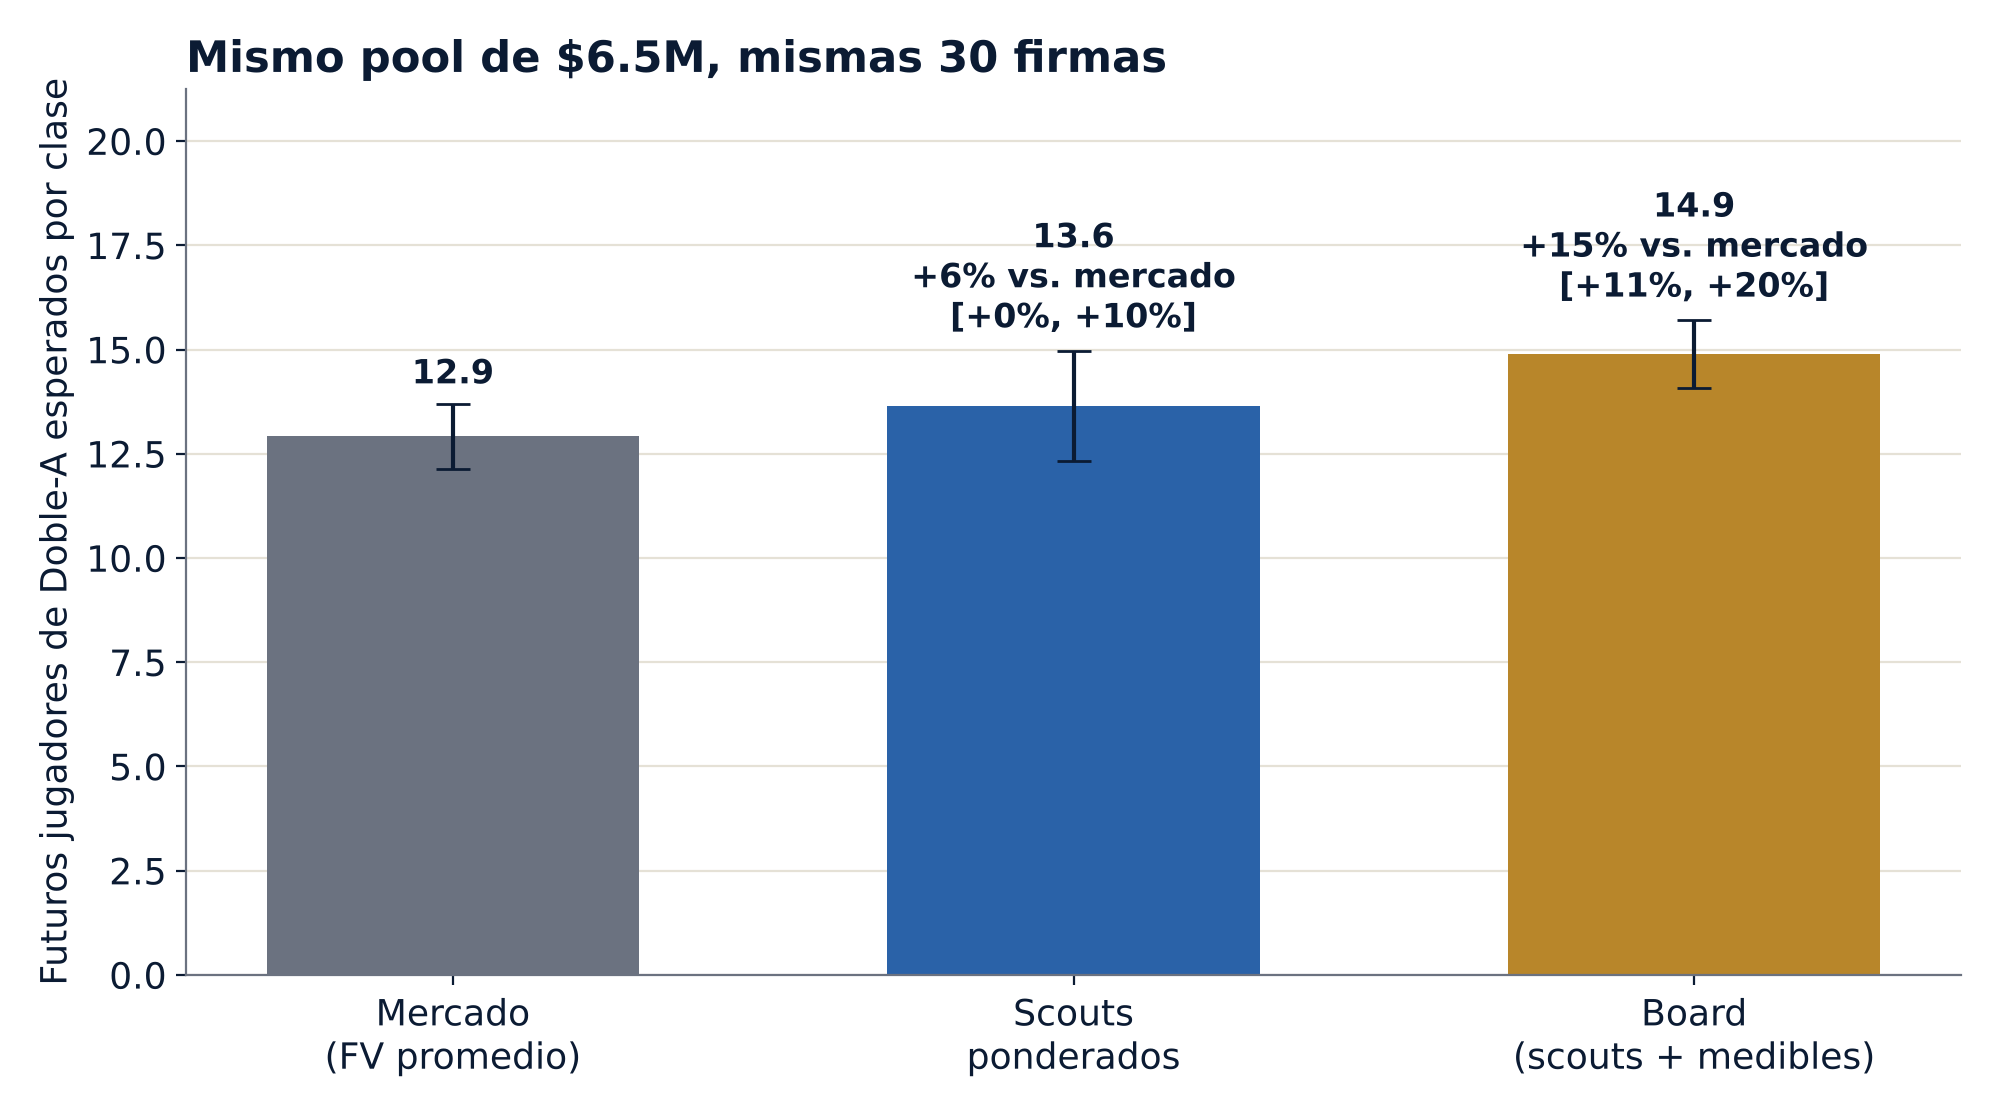 Mismo pool de $6.5M, mismas 30 firmas
Futuros jugadores de Doble-A esperados por clase
20.0
17.5
15.0
12.5
10.0
7.5
5.0
2.5
0.0
12.9
13.6
+6% vs. mercado
[+0%, +10%]
14.9
+15% vs. mercado
[+11%, +20%]
Mercado
(FV promedio)
Scouts
ponderados
Board
(scouts + medibles)